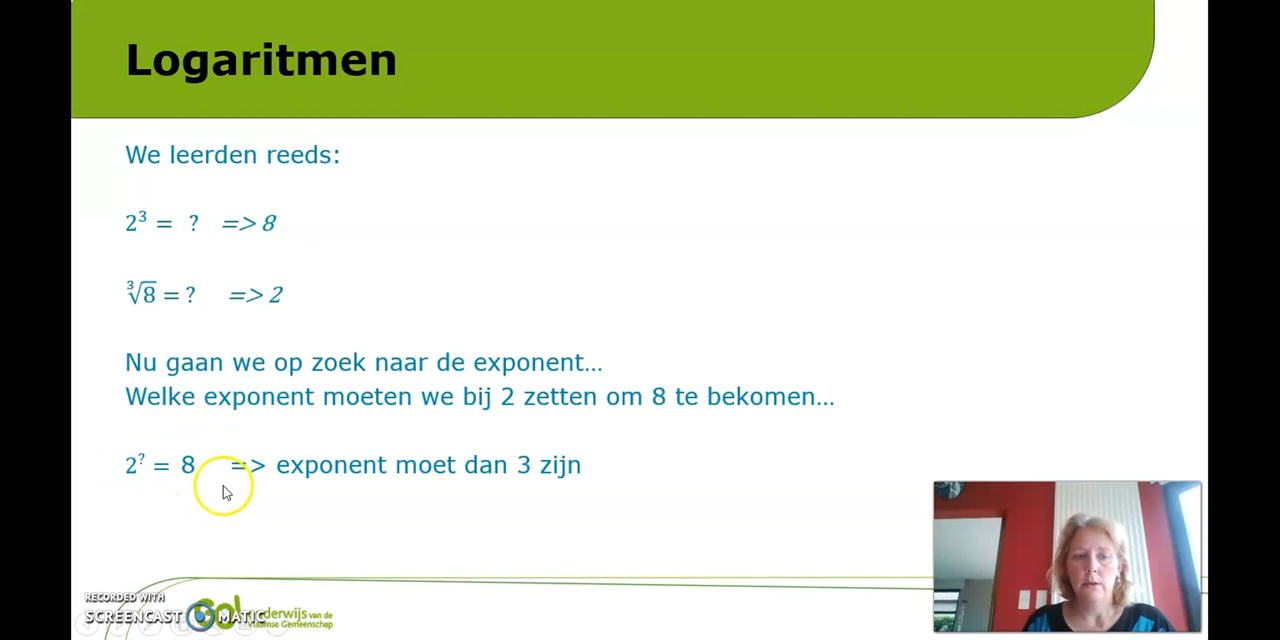 Logaritmen
We leerden reeds:
2³ = ? => 8
∛8 = ? => 2
Nu gaan we op zoek naar de exponent...
Welke exponent moeten we bij 2 zetten om 8 te bekomen...
2^? = 8 => exponent moet dan 3 zijn
RECORDED WITH
SCREENCAST MATIC
van de
Vlaamse Gemeenschap